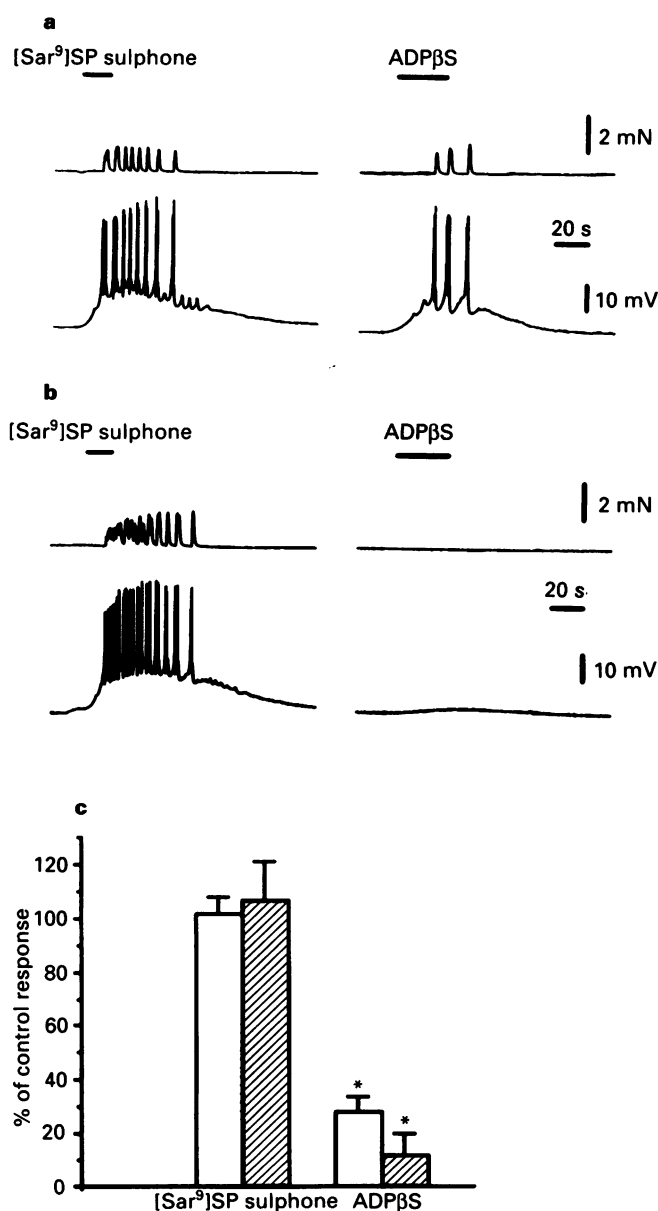 a
[Sar⁹]SP sulphone ADPβS
2 mN
20 s
10 mV
b
[Sar⁹]SP sulphone ADPβS
2 mN
20 s
10 mV
c
120
100
80
60
40
20
0
% of control response
* *
[Sar⁹]SP sulphone ADPβS